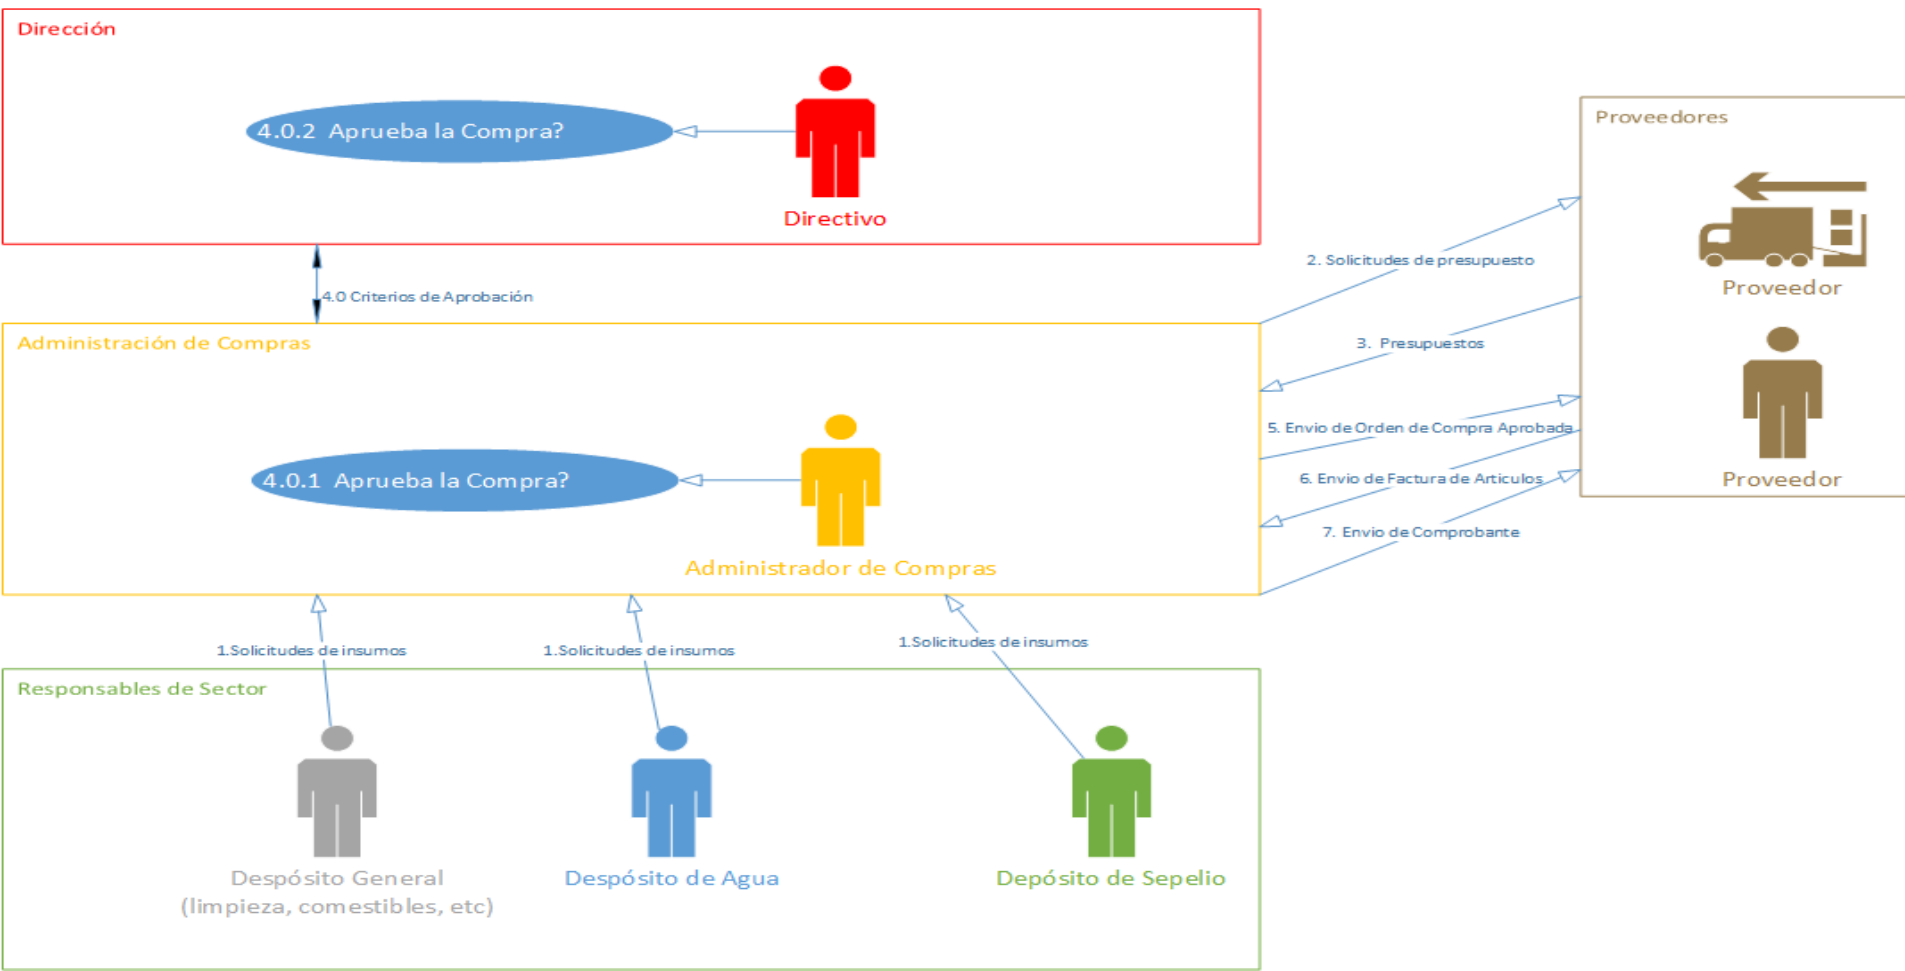 Dirección
4.0.2 Aprueba la Compra?
Directivo
Proveedores
Proveedor
Proveedor
2. Solicitudes de presupuesto
3. Presupuestos
5. Envio de Orden de Compra Aprobada
6. Envio de Factura de Articulos
7. Envio de Comprobante
4.0 Criterios de Aprobación
Administración de Compras
4.0.1 Aprueba la Compra?
Administrador de Compras
1.Solicitudes de insumos
1.Solicitudes de insumos
1.Solicitudes de insumos
Responsables de Sector
Despósito General
(limpieza, comestibles, etc)
Despósito de Agua
Depósito de Sepelio